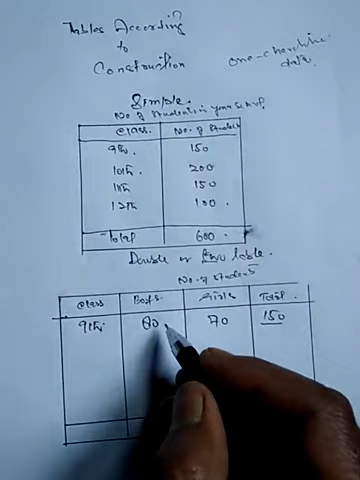 Tables According
to
Construction
one-charective
data.
Simple.
No of Students in your School.
Class. No. of Students
9th. 150
10th. 200
11th 150
12th 100.
Total 600.
Double or Two Table.
No. of students
Class Boys. Girls Total.
9th. 80 70 150